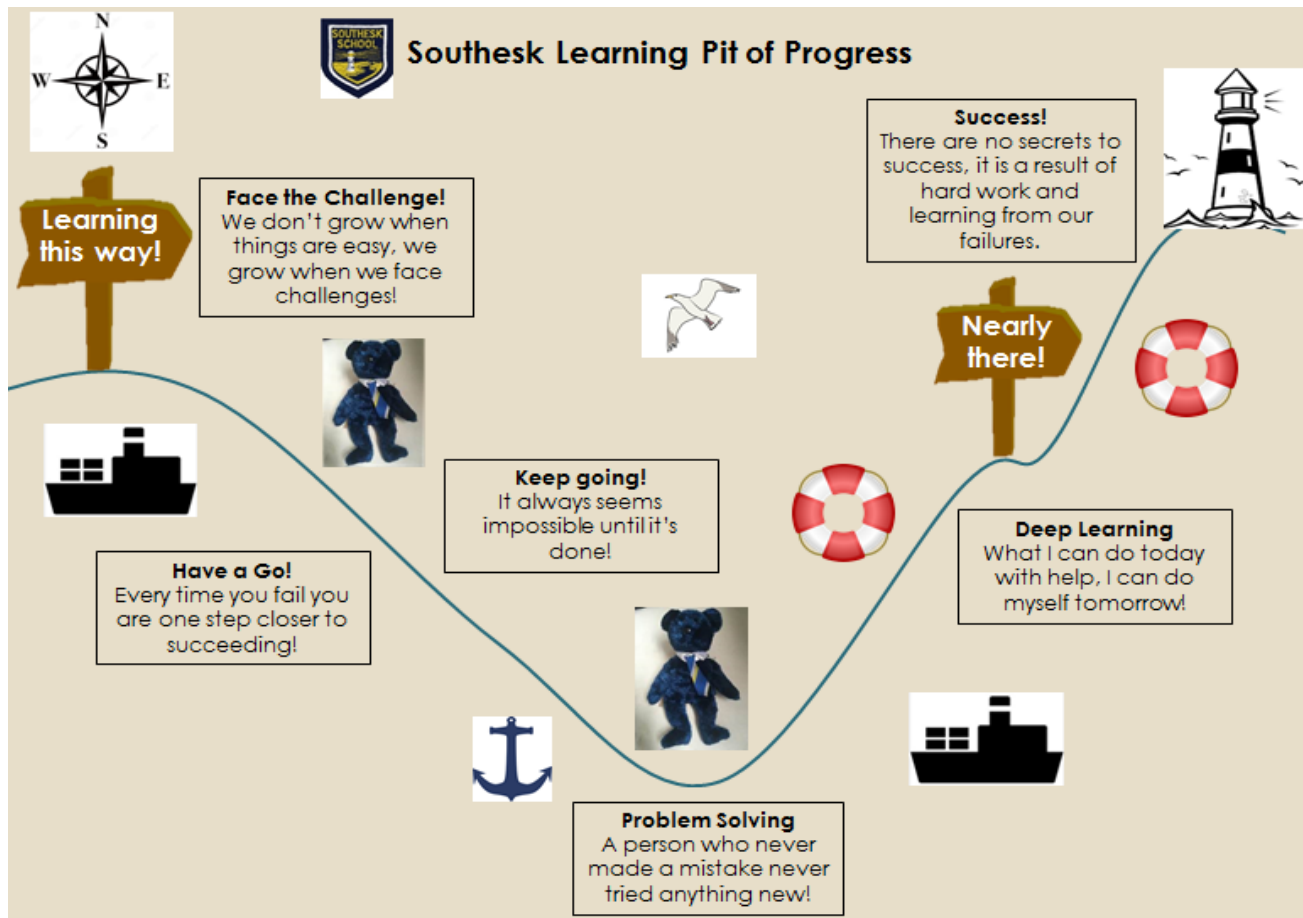 N
W E
S
SOUTHESK
SCHOOL
Southesk Learning Pit of Progress
Learning
this way!
Face the Challenge!
We don't grow when
things are easy, we
grow when we face
challenges!
Success!
There are no secrets to
success, it is a result of
hard work and
learning from our
failures.
Nearly
there!
Keep going!
It always seems
impossible until it's
done!
Have a Go!
Every time you fail you
are one step closer to
succeeding!
Deep Learning
What I can do today
with help, I can do
myself tomorrow!
Problem Solving
A person who never
made a mistake never
tried anything new!